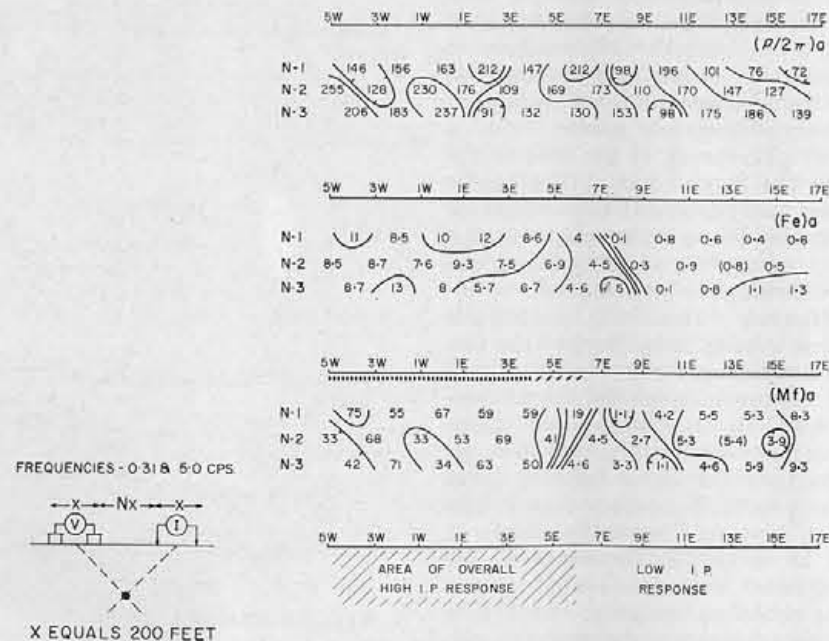 5W 3W 1W 1E 3E 5E 7E 9E 11E 13E 15E 17E
(ρ/2π)a
N-1 146 156 163 212 147 212 98 196 101 76 72
N-2 255 128 230 176 109 169 173 110 170 147 127
N-3 206 183 237 91 132 130 153 98 175 186 139
5W 3W 1W 1E 3E 5E 7E 9E 11E 13E 15E 17E
(Fe)a
N-1 11 8.5 10 12 8.6 4 0.1 0.8 0.6 0.4 0.6
N-2 8.5 8.7 7.6 9.3 7.5 6.9 4.5 0.3 0.9 (0.8) 0.5
N-3 8.7 13 8 5.7 6.7 4.6 5 0.1 0.8 1.1 1.3
5W 3W 1W 1E 3E 5E 7E 9E 11E 13E 15E 17E
(Mf)a
N-1 75 55 67 59 59 19 1.1 4.2 5.5 5.3 8.3
N-2 33 68 33 53 69 41 4.5 2.7 5.3 (5.4) 3.9
N-3 42 71 34 63 50 4.6 3.3 1.1 4.6 5.9 9.3
FREQUENCIES - 0.31 & 5.0 CPS.
x Nx x
V I
X EQUALS 200 FEET
5W 3W 1W 1E 3E 5E 7E 9E 11E 13E 15E 17E
AREA OF OVERALL
HIGH I.P. RESPONSE
LOW I.P.
RESPONSE